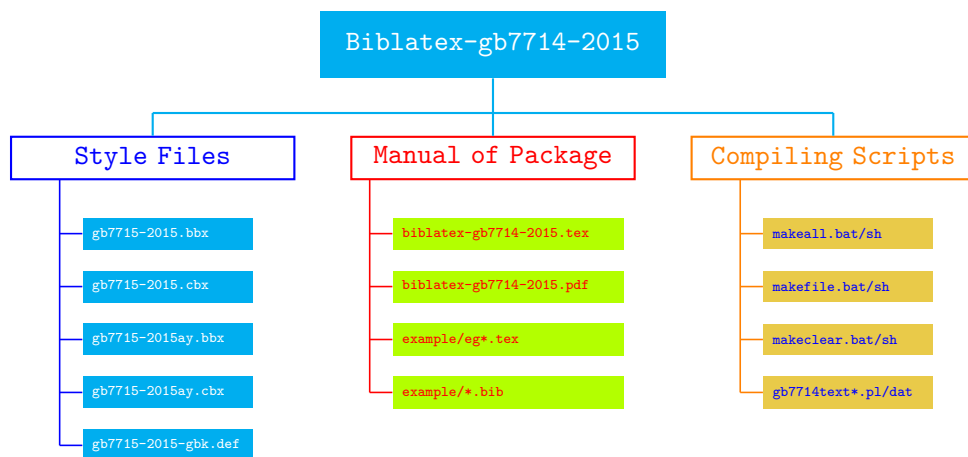 Biblatex-gb7714-2015
Style Files
gb7715-2015.bbx
gb7715-2015.cbx
gb7715-2015ay.bbx
gb7715-2015ay.cbx
gb7715-2015-gbk.def
Manual of Package
biblatex-gb7714-2015.tex
biblatex-gb7714-2015.pdf
example/eg*.tex
example/*.bib
Compiling Scripts
makeall.bat/sh
makefile.bat/sh
makeclear.bat/sh
gb7714text*.pl/dat